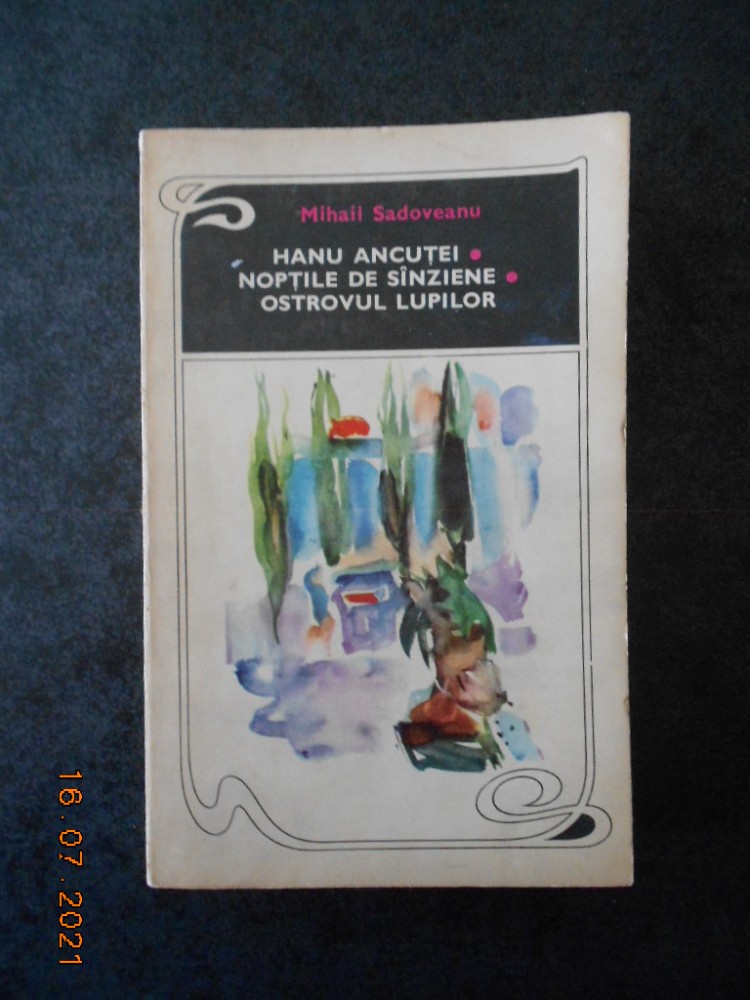 Mihail Sadoveanu
HANU ANCUȚEI •
NOPȚILE DE SÎNZIENE •
OSTROVUL LUPILOR
16.07.2021